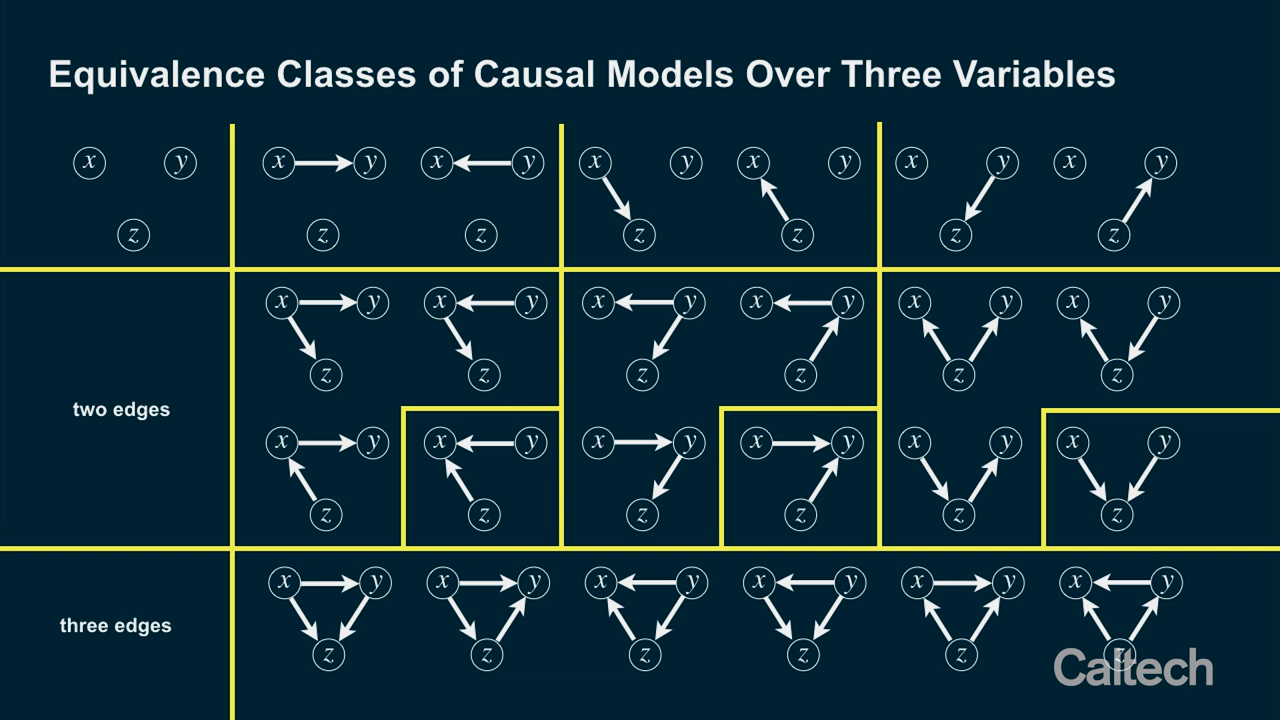 Equivalence Classes of Causal Models Over Three Variables
x y x y x y x y x y x y x y
z z z z z z z
x y x y x y x y x y x y
z z z z z z
two edges
x y x y x y x y x y x y
z z z z z z
x y x y x y x y x y x y
three edges
z z z z z z
Caltech